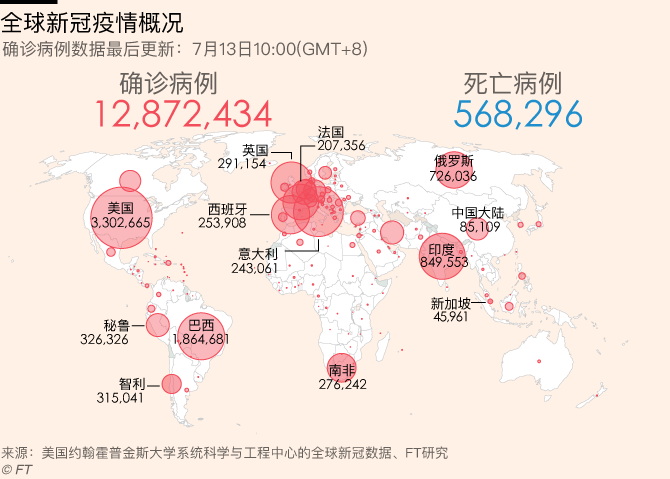 全球新冠疫情概况
确诊病例数据最后更新：7月13日10:00(GMT+8)
确诊病例
12,872,434
死亡病例
568,296
法国
207,356
英国
291,154
俄罗斯
726,036
美国
3,302,665
西班牙
253,908
中国大陆
85,109
意大利
243,061
印度
849,553
新加坡
45,961
秘鲁
326,326
巴西
1,864,681
智利
315,041
南非
276,242
来源：美国约翰霍普金斯大学系统科学与工程中心的全球新冠数据、FT研究
© FT